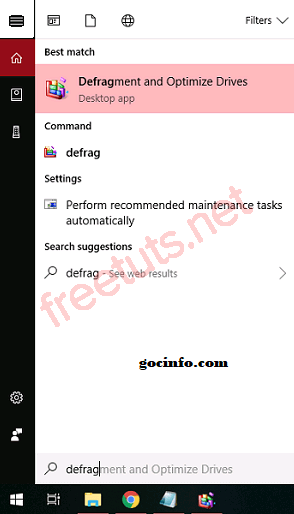 Filters
Best match
Defragment and Optimize Drives
Desktop app
Command
defrag
Settings
Perform recommended maintenance tasks
automatically
Search suggestions
defrag - See web results
freetuts.net
gocinfo.com
defragment and Optimize Drives